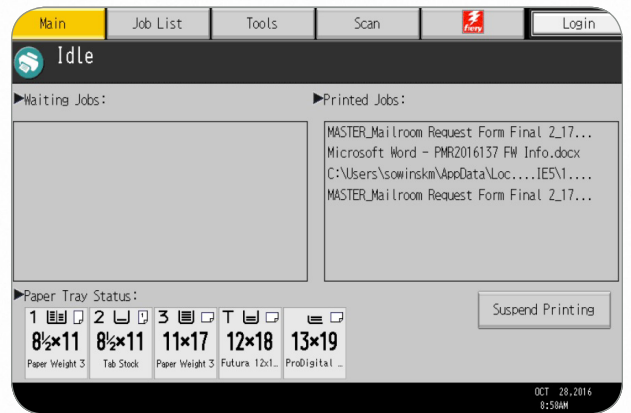 Main
Job List
Tools
Scan
fiery
Login
Idle
▶Waiting Jobs:
▶Printed Jobs:
MASTER_Mailroom Request Form Final 2_17...
Microsoft Word - PMR2016137 FW Info.docx
C:\Users\sowinskm\AppData\Loc....IE5\1....
MASTER_Mailroom Request Form Final 2_17...
▶Paper Tray Status:
1
8½×11
Paper Weight 3
2
8½×11
Tab Stock
3
11×17
Paper Weight 3
T
12×18
Futura 12x1…
13×19
ProDigital …
Suspend Printing
OCT 28,2016
8:58AM